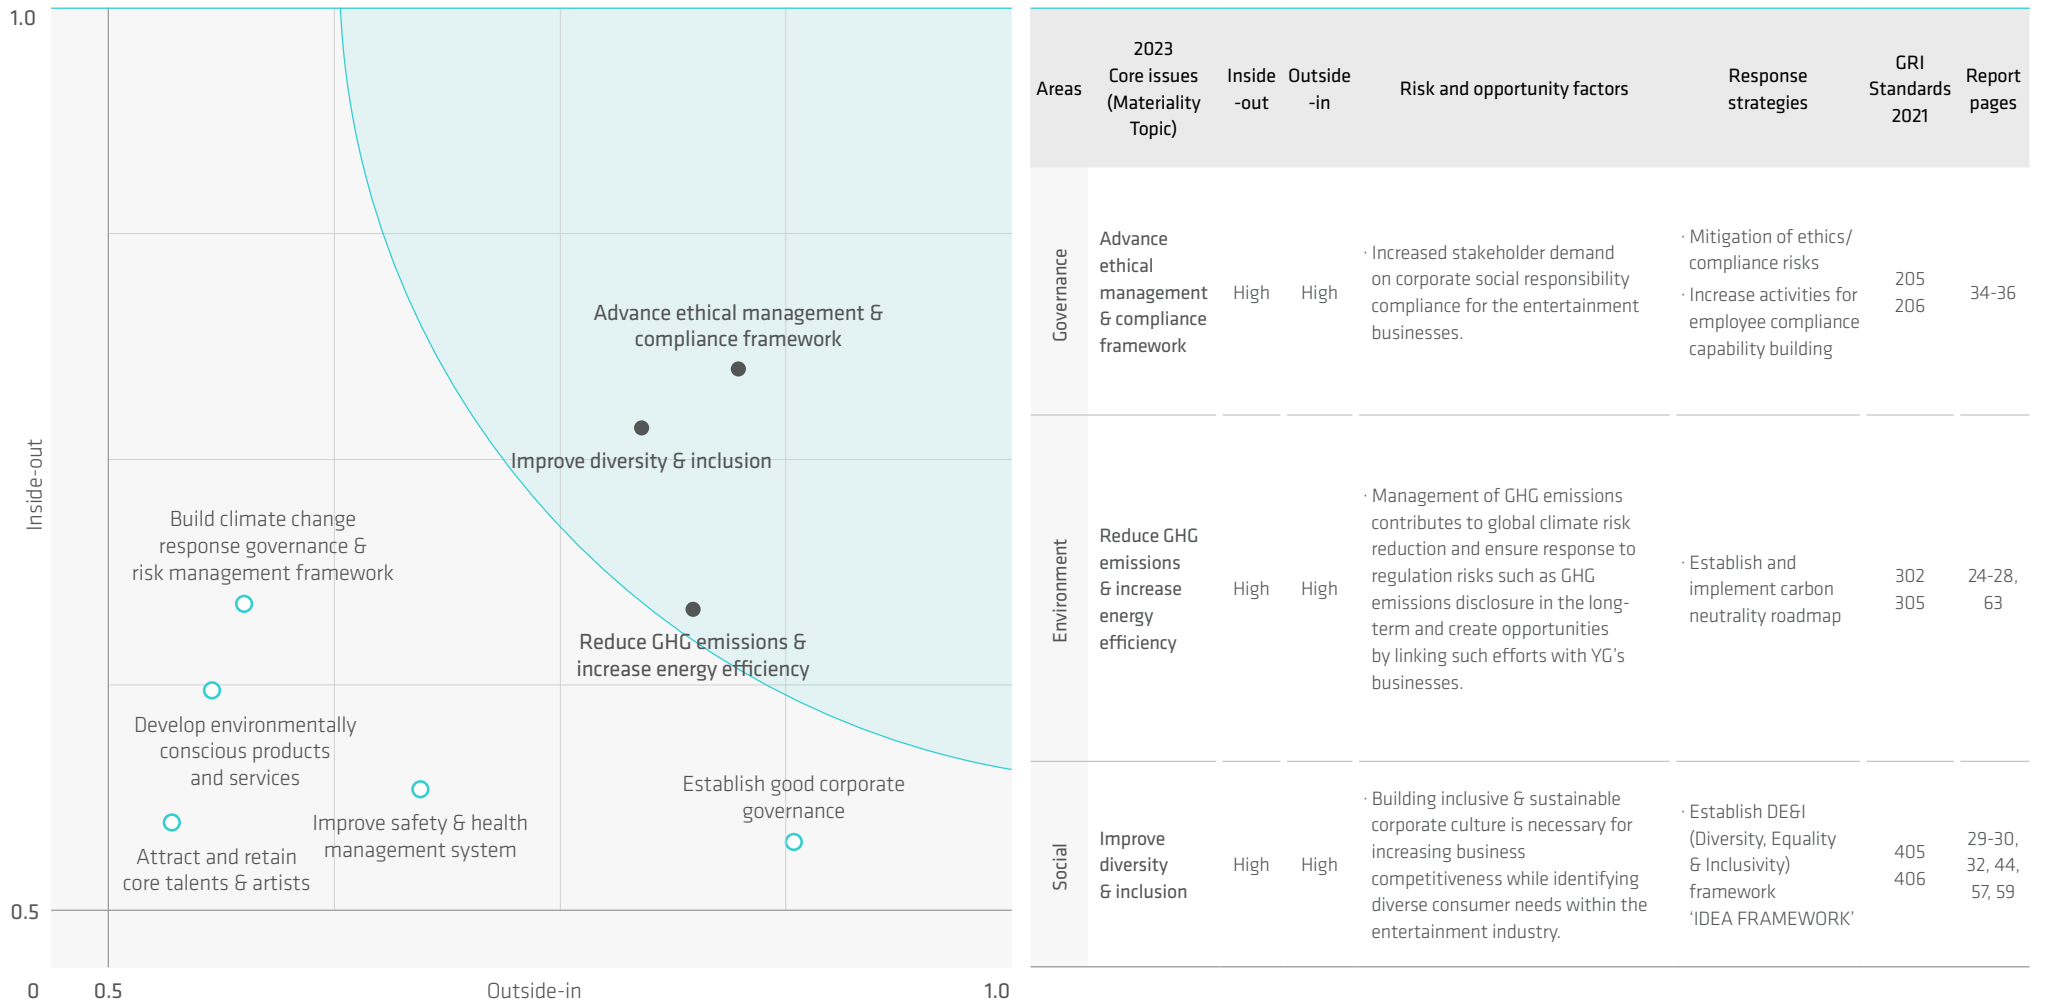 1.0
Advance ethical management &
compliance framework
Improve diversity & inclusion
Inside-out
Build climate change
response governance &
risk management framework
Reduce GHG emissions &
increase energy efficiency
Develop environmentally
conscious products
and services
Establish good corporate
governance
Improve safety & health
management system
Attract and retain
core talents & artists
0.5
0
0.5
Outside-in
1.0
Areas
2023
Core issues
(Materiality
Topic)
Inside
-out
Outside
-in
Risk and opportunity factors
Response
strategies
GRI
Standards
2021
Report
pages
Governance
Advance
ethical
management
& compliance
framework
High
High
· Increased stakeholder demand
on corporate social responsibility
compliance for the entertainment
businesses.
· Mitigation of ethics/
compliance risks
· Increase activities for
employee compliance
capability building
205
206
34-36
Environment
Reduce GHG
emissions
& increase
energy
efficiency
High
High
· Management of GHG emissions
contributes to global climate risk
reduction and ensure response to
regulation risks such as GHG
emissions disclosure in the long-
term and create opportunities
by linking such efforts with YG's
businesses.
· Establish and
implement carbon
neutrality roadmap
302
305
24-28,
63
Social
Improve
diversity
& inclusion
High
High
· Building inclusive & sustainable
corporate culture is necessary for
increasing business
competitiveness while identifying
diverse consumer needs within the
entertainment industry.
· Establish DE&I
(Diversity, Equality
& Inclusivity)
framework
‘IDEA FRAMEWORK’
405
406
29-30,
32, 44,
57, 59